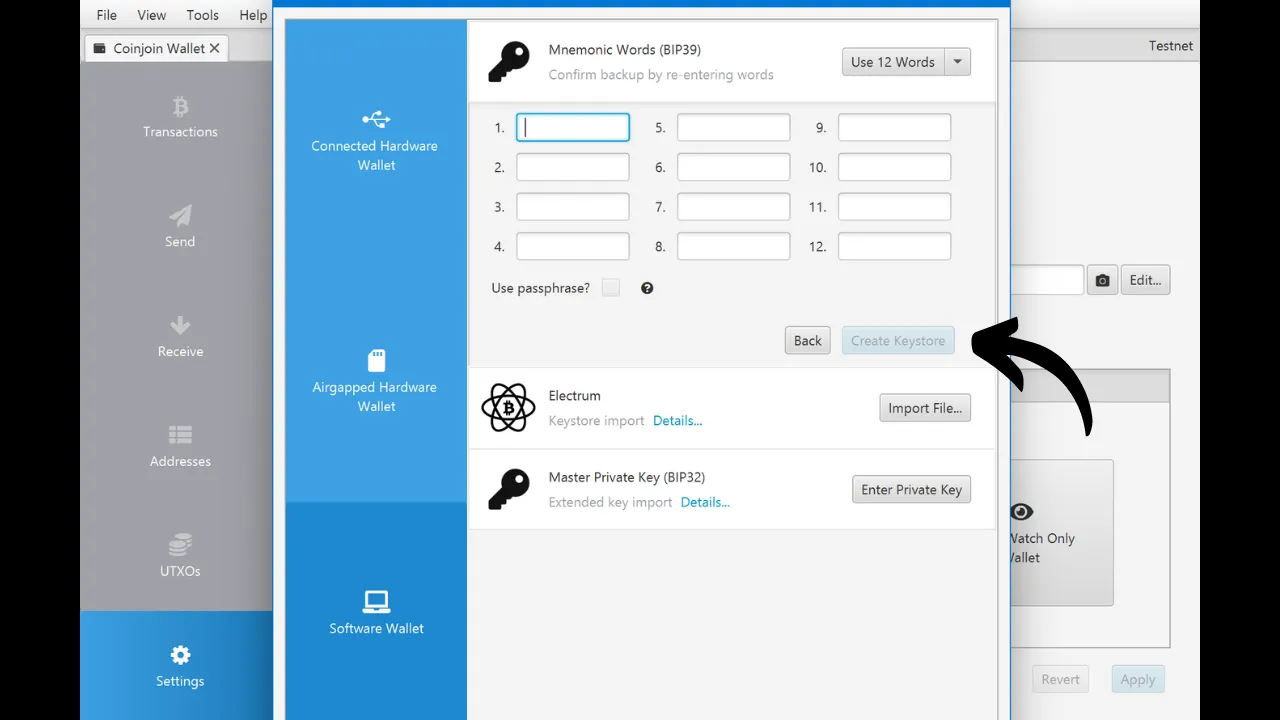 File View Tools Help
Coinjoin Wallet
Testnet
Transactions
Send
Receive
Addresses
UTXOs
Settings
Connected Hardware
Wallet
Airgapped Hardware
Wallet
Software Wallet
Mnemonic Words (BIP39)
Confirm backup by re-entering words
Use 12 Words
1. 5. 9.
2. 6. 10.
3. 7. 11.
4. 8. 12.
Use passphrase?
Back Create Keystore
Electrum
Keystore import Details...
Import File...
Master Private Key (BIP32)
Extended key import Details...
Enter Private Key
Edit...
Only
Revert Apply